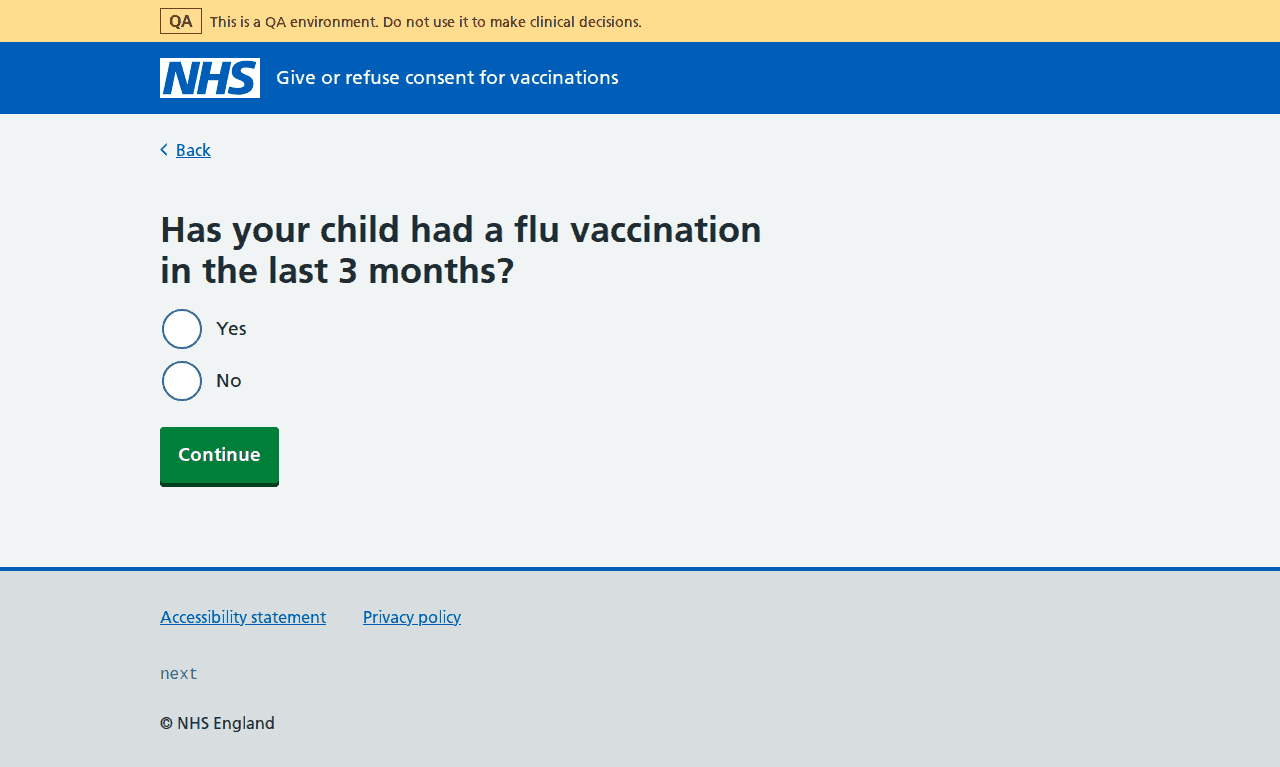 QA This is a QA environment. Do not use it to make clinical decisions.
NHS Give or refuse consent for vaccinations
Back
Has your child had a flu vaccination
in the last 3 months?
Yes
No
Continue
Accessibility statement Privacy policy
next
© NHS England